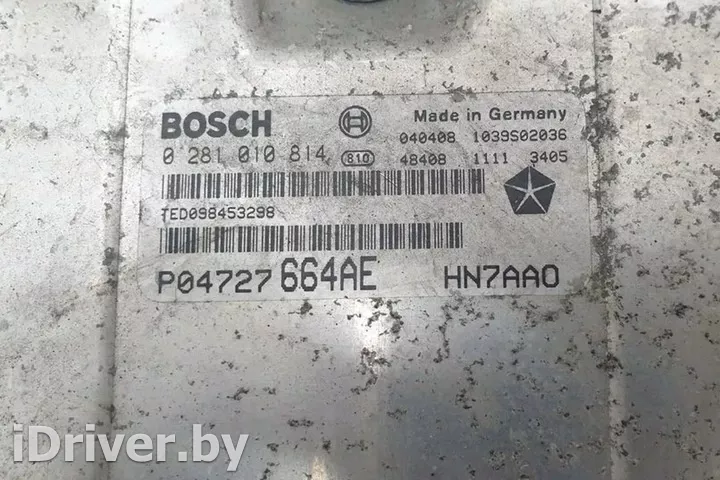 BOSCH
Made in Germany
040408 1039S02036
0 281 010 814 810 48408 1111 3405
TED098453298
P04727 664AE HN7AA0
iDriver.by